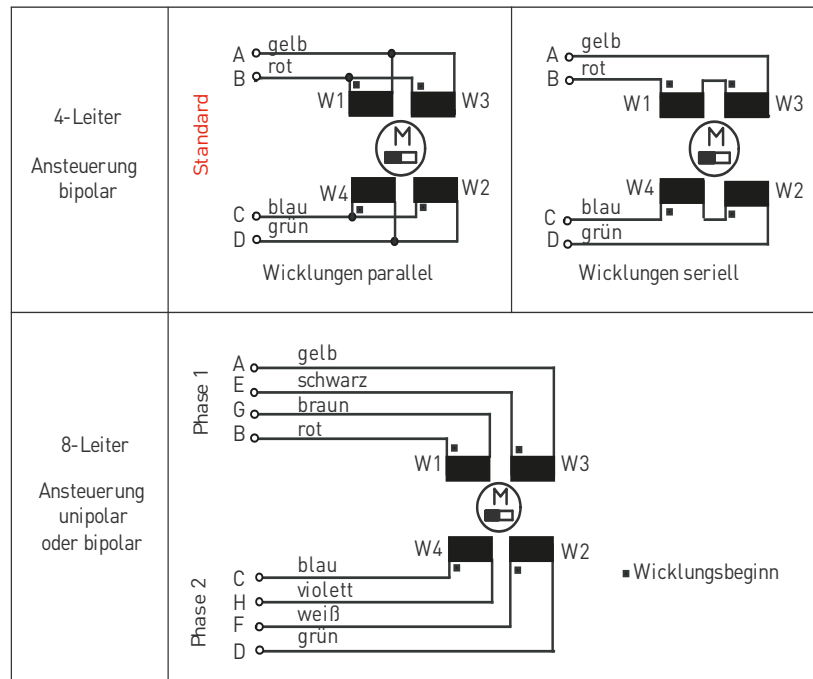 4-Leiter
Ansteuerung
bipolar
Standard
A gelb
B rot
W1 W3
M
W4 W2
C blau
D grün
Wicklungen parallel
A gelb
B rot
W1 W3
M
W4 W2
C blau
D grün
Wicklungen seriell
8-Leiter
Ansteuerung
unipolar
oder bipolar
Phase 1
A gelb
E schwarz
G braun
B rot
W1 W3
M
W4 W2
Phase 2
C blau
H violett
F weiß
D grün
Wicklungsbeginn